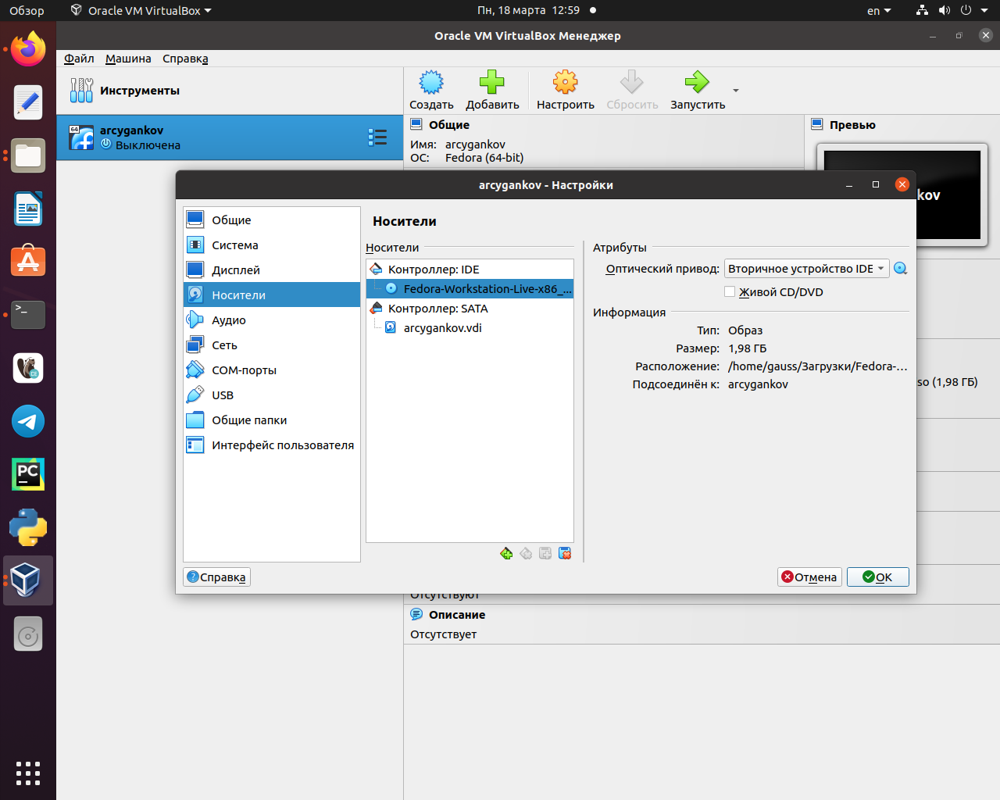 Обзор
Oracle VM VirtualBox
Пн, 18 марта 12:59
en
Oracle VM VirtualBox Менеджер
Файл Машина Справка
Инструменты
Создать Добавить Настроить Сбросить Запустить
64
arcygankov
Выключена
Общие
Имя: arcygankov
ОС: Fedora (64-bit)
Превью
kov
arcygankov - Настройки
Общие
Система
Дисплей
Носители
Аудио
Сеть
COM-порты
USB
Общие папки
Интерфейс пользователя
Носители
Носители
Контроллер: IDE
Fedora-Workstation-Live-x86_...
Контроллер: SATA
arcygankov.vdi
Атрибуты
Оптический привод: Вторичное устройство IDE
Живой CD/DVD
Информация
Тип: Образ
Размер: 1,98 ГБ
Расположение: /home/gauss/Загрузки/Fedora-...
Подсоединён к: arcygankov
so (1,98 ГБ)
Справка
Отмена
OK
Отсутствуют
Описание
Отсутствует
>_
PC